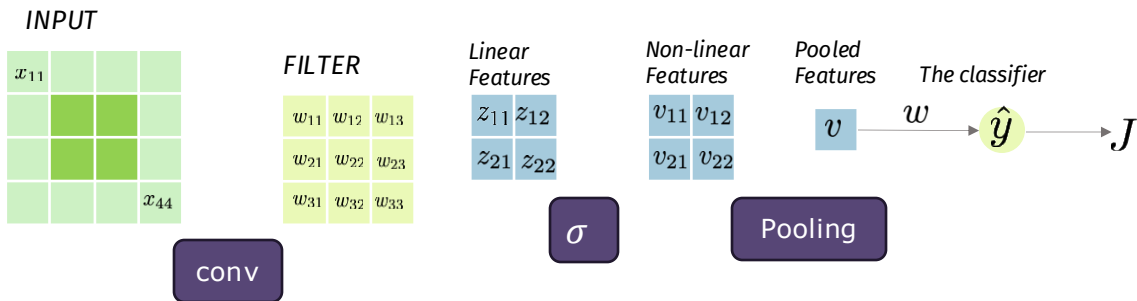 INPUT
x₁₁
x₄₄
FILTER
w₁₁ w₁₂ w₁₃
w₂₁ w₂₂ w₂₃
w₃₁ w₃₂ w₃₃
conv
Linear
Features
z₁₁ z₁₂
z₂₁ z₂₂
σ
Non-linear
Features
v₁₁ v₁₂
v₂₁ v₂₂
Pooling
Pooled
Features
v
w
The classifier
ŷ
J